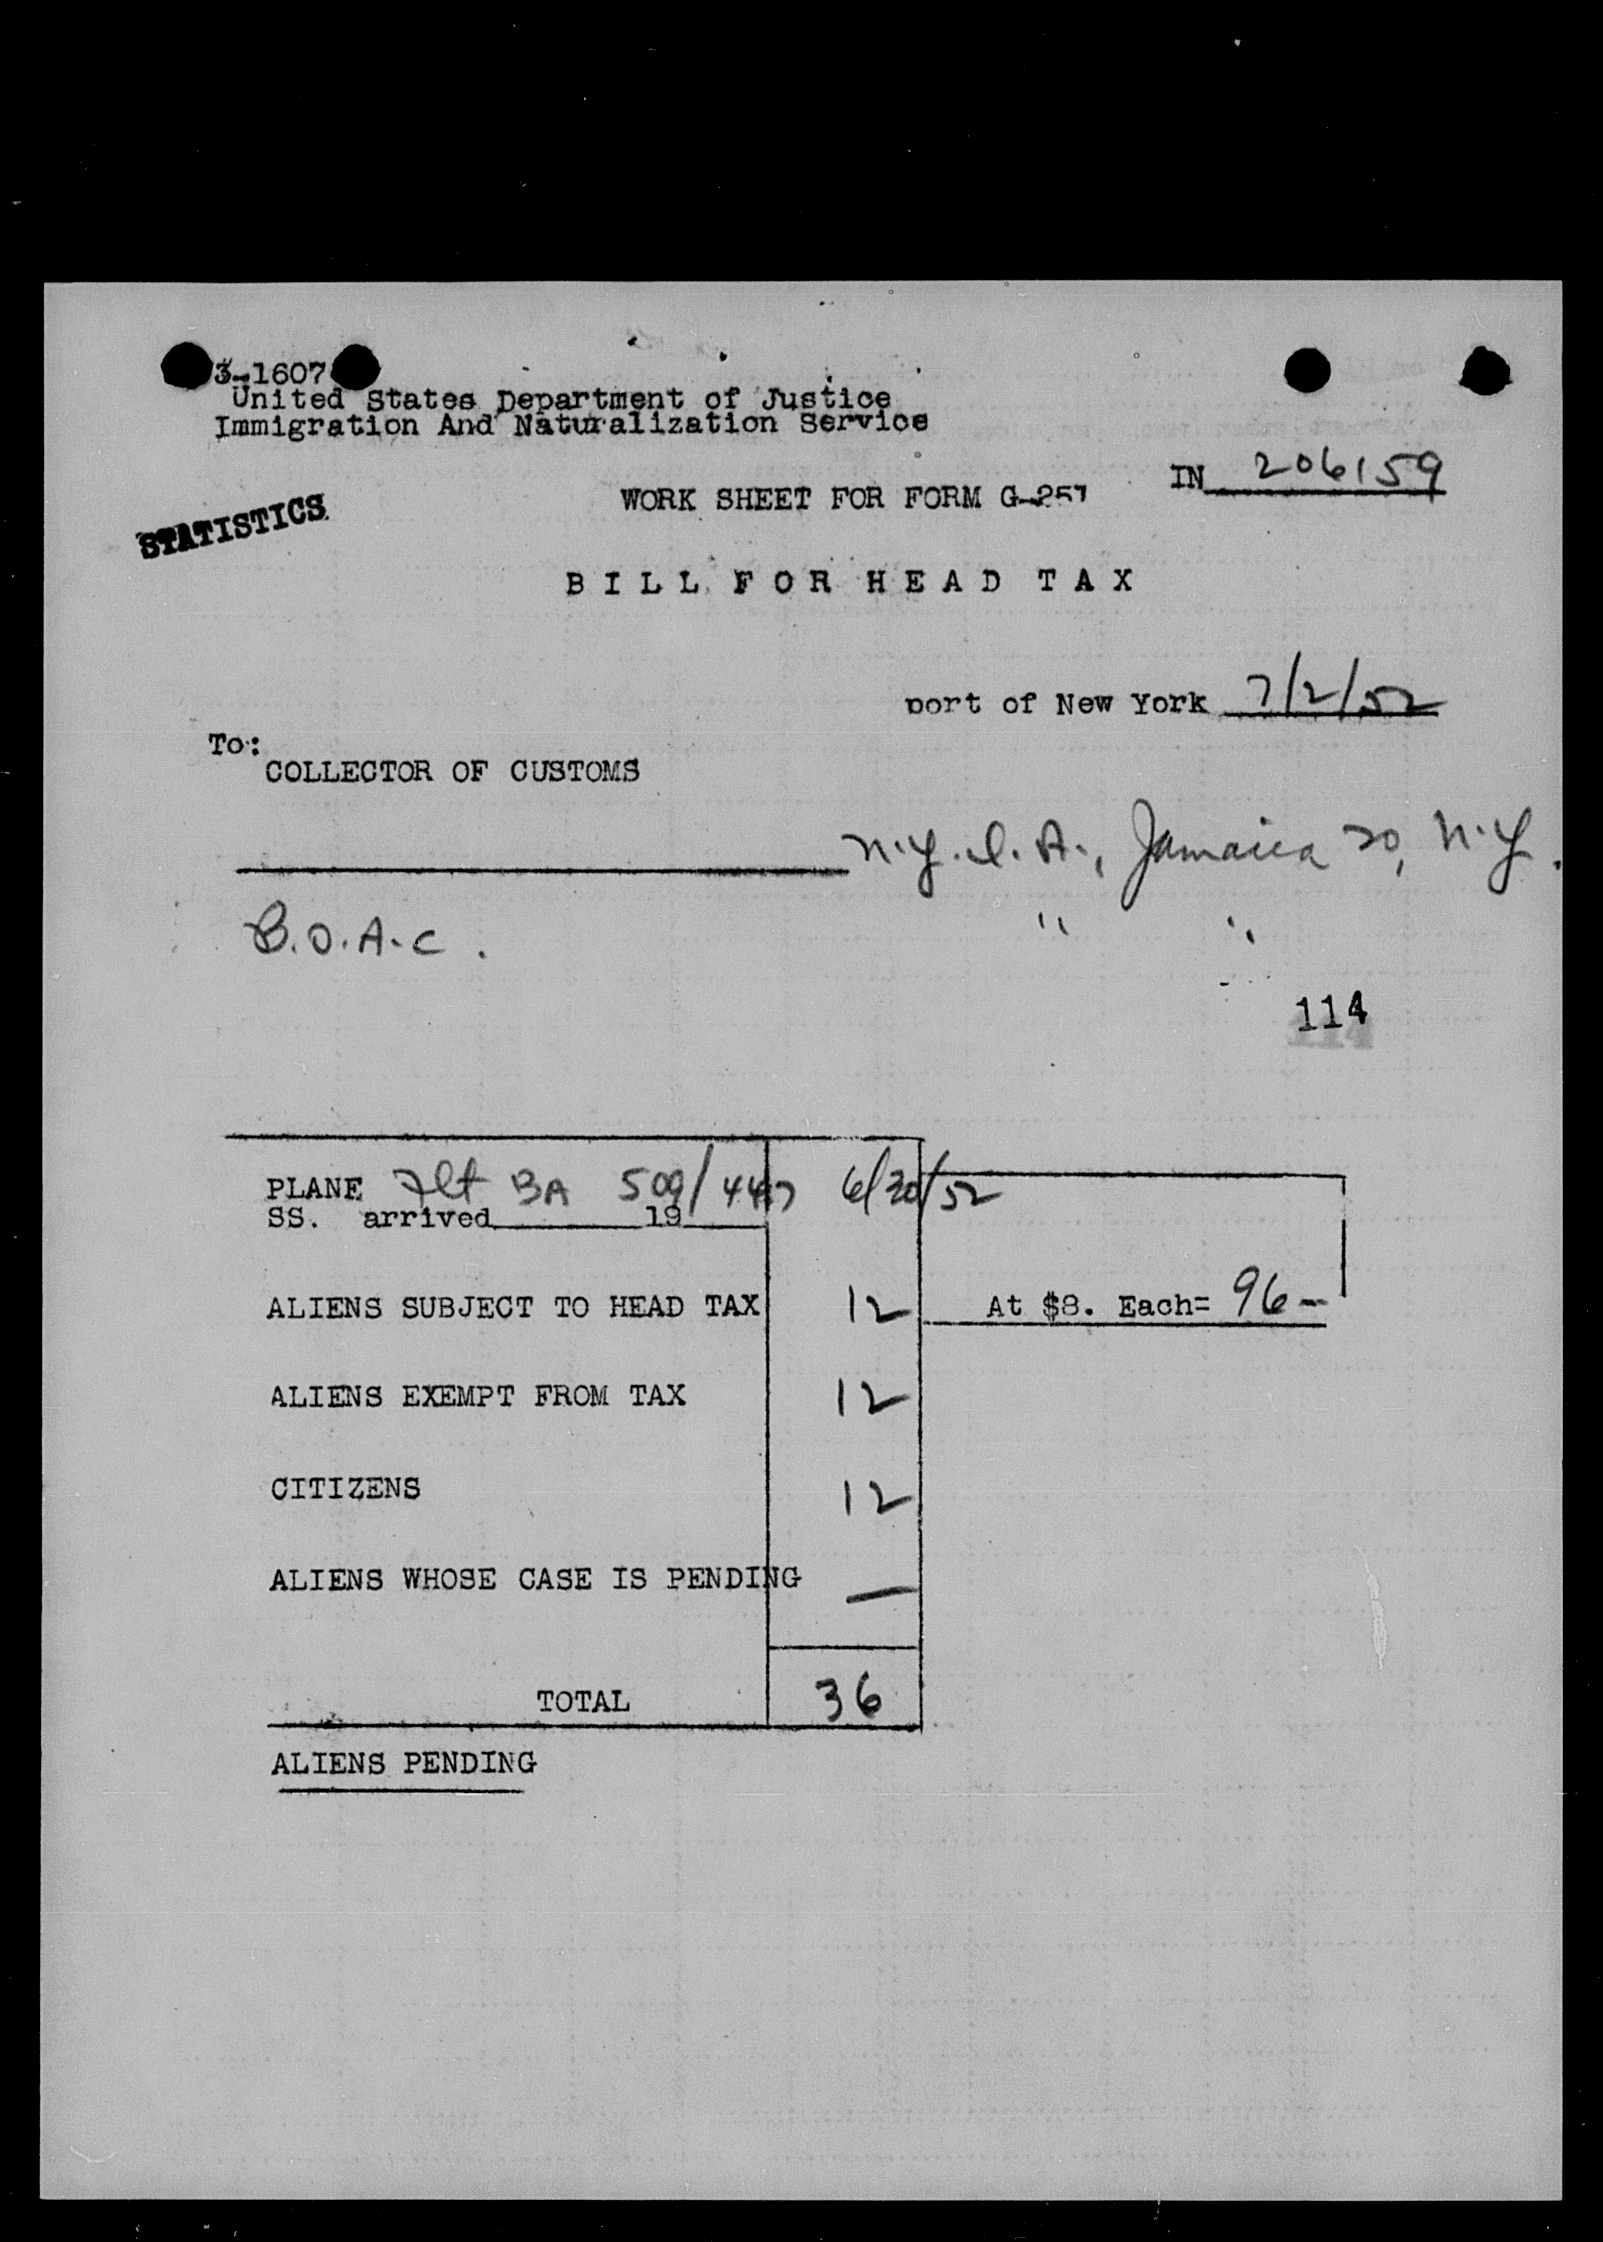 3-1607
United States Department of Justice
Immigration And Naturalization Service
IN 206159
WORK SHEET FOR FORM G-257
STATISTICS
BILL FOR HEAD TAX
port of New York 7/2/52
To:
COLLECTOR OF CUSTOMS
N.Y.I.A., Jamaica 30, N.Y.
B.O.A.C. " "
114
PLANE Flt BA 509/447 6/30/52
SS. arrived 19
ALIENS SUBJECT TO HEAD TAX 12 At $8. Each= 96-
ALIENS EXEMPT FROM TAX 12
CITIZENS 12
ALIENS WHOSE CASE IS PENDING —
TOTAL 36
ALIENS PENDING